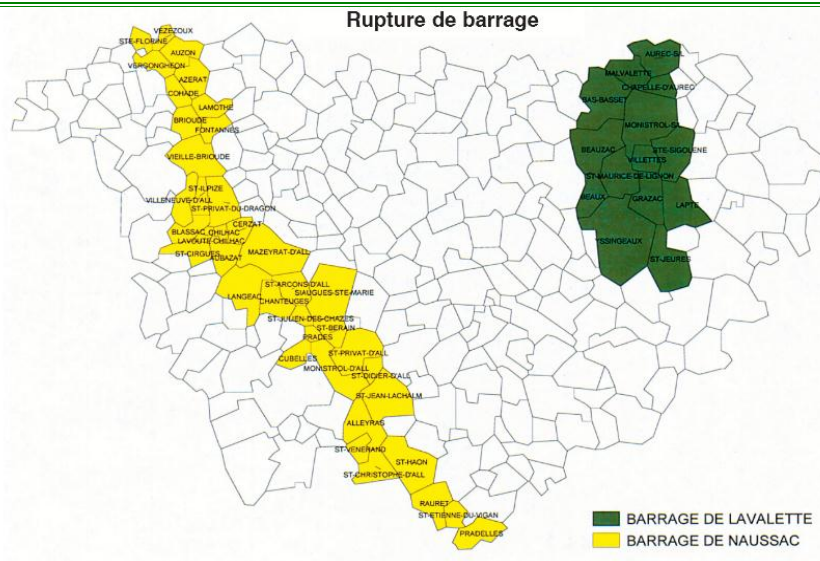 Rupture de barrage
VEZEZOUX
STE-FLORINE
AUZON
VERGONGHEON
AZERAT
COHADE
LAMOTHE
BRIOUDE
FONTANNES
VIEILLE-BRIOUDE
ST-ILPIZE
VILLENEUVE-D'ALL
ST-PRIVAT-DU-DRAGON
CERZAT
BLASSAC CHILHAC
LAVOUTE-CHILHAC
MAZEYRAT-D'ALL
ST-CIRGUES
AUBAZAT
ST-ARCONS-D'ALL
SIAUGUES-STE-MARIE
LANGEAC
CHANTEUGES
ST-JULIEN-DES-CHAZES
ST-BERAIN
PRADES
ST-PRIVAT-D'ALL
CUBELLES
MONISTROL-D'ALL
ST-DIDIER-D'ALL
ST-JEAN-LACHALM
ALLEYRAS
ST-VENERAND
ST-HAON
ST-CHRISTOPHE-D'ALL
RAURET
ST-ETIENNE-DU-VIGAN
PRADELLES
AUREC-S/L
MALVALETTE
CHAPELLE-D'AUREC
BAS-BASSET
MONISTROL-S/L
BEAUZAC
STE-SIGOLENE
VILLETTES
ST-MAURICE-DE-LIGNON
BEAUX
GRAZAC
LAPTE
YSSINGEAUX
ST-JEURES
BARRAGE DE LAVALETTE
BARRAGE DE NAUSSAC